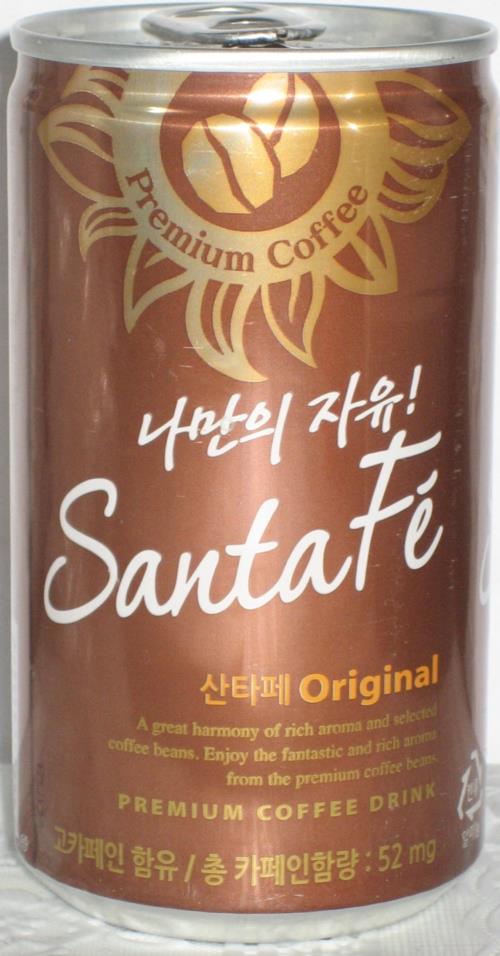 Premium Coffee
나만의 자유!
SantaFé
산타페 Original
A great harmony of rich aroma and selected
coffee beans. Enjoy the fantastic and rich aroma
from the premium coffee beans.
PREMIUM COFFEE DRINK
고카페인 함유 / 총 카페인함량 : 52 mg